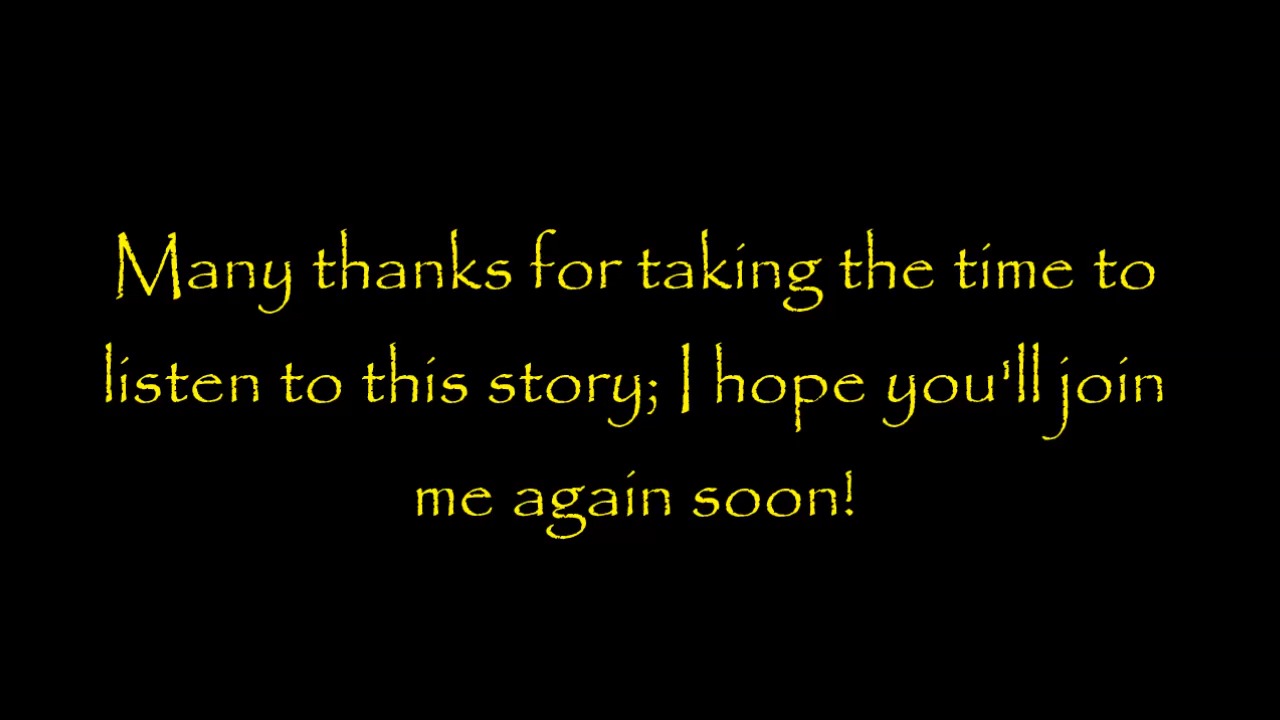 Many thanks for taking the time to
listen to this story; I hope you'll join
me again soon!